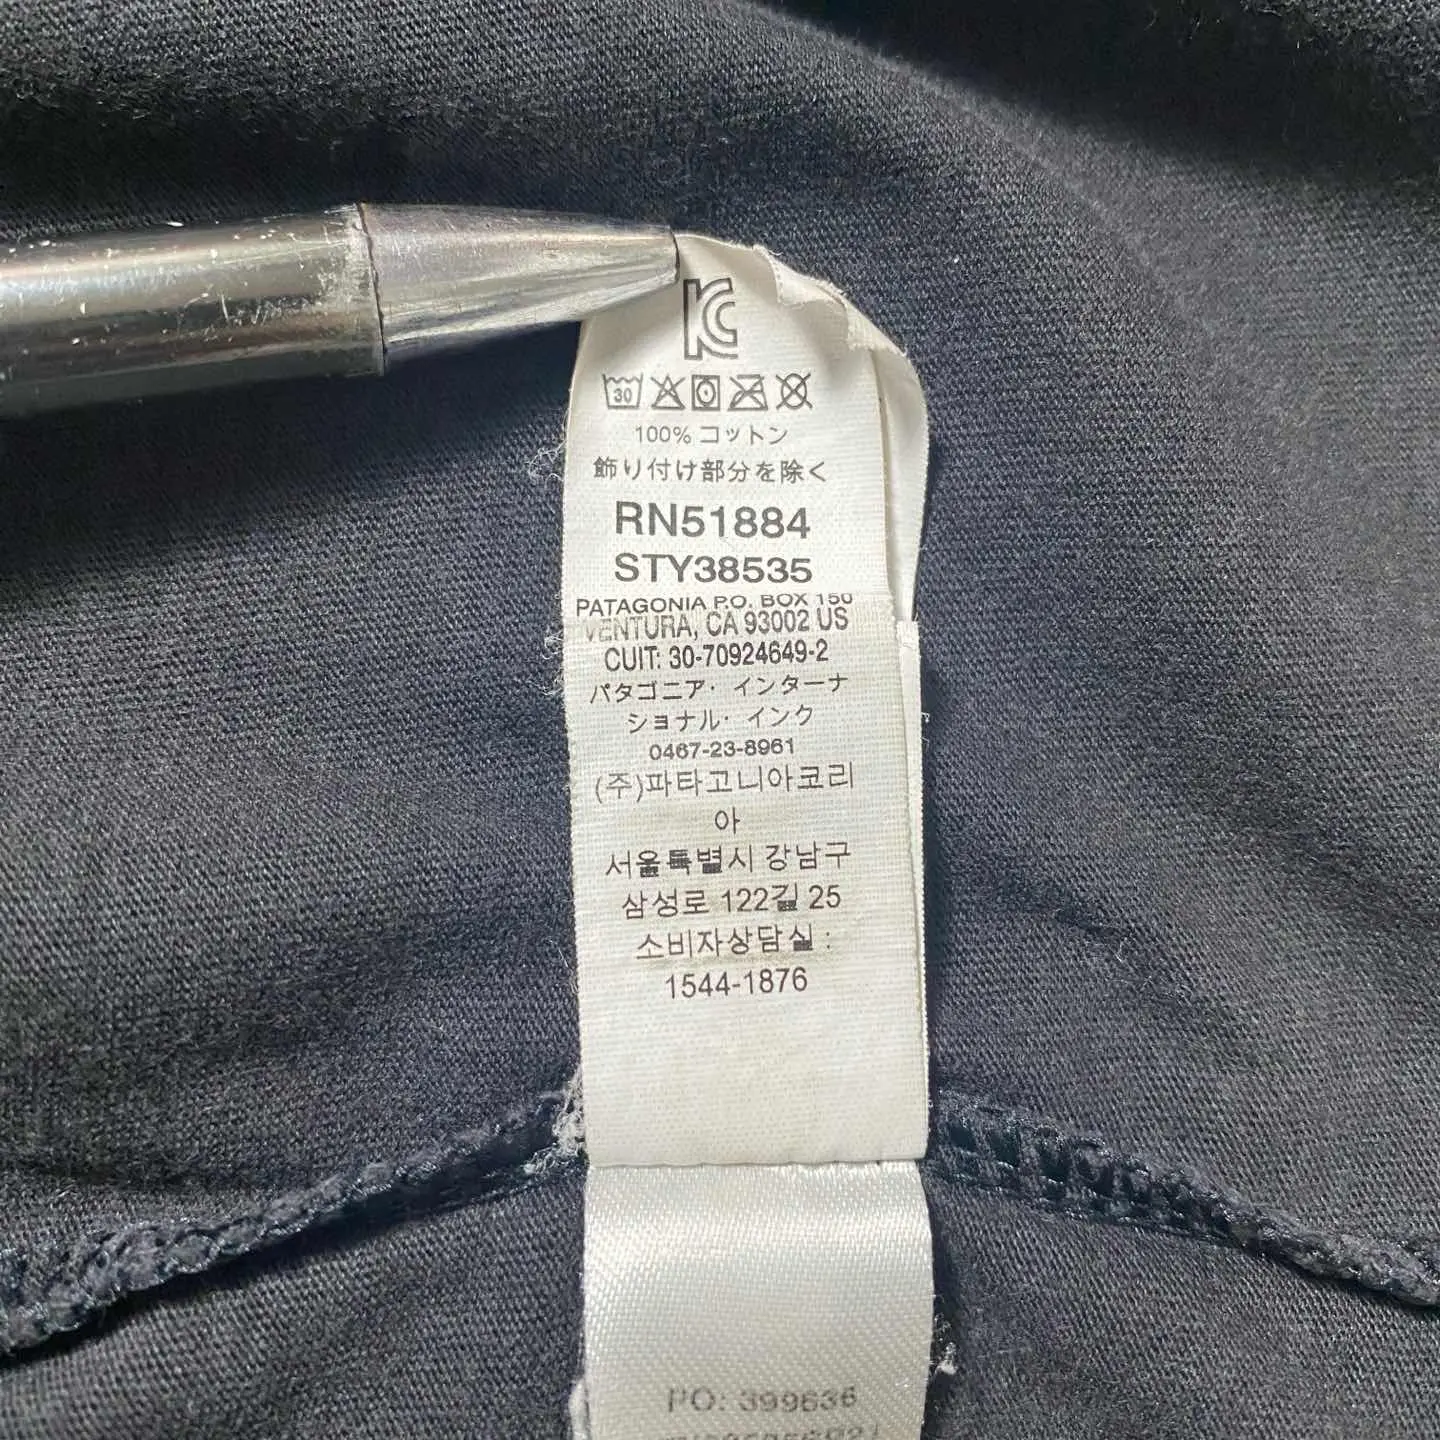 KC
30
100% コットン
飾り付け部分を除く
RN51884
STY38535
PATAGONIA P.O. BOX 150
VENTURA, CA 93002 US
CUIT: 30-70924649-2
パタゴニア・インターナ
ショナル・インク
0467-23-8961
(주)파타고니아코리
아
서울특별시 강남구
삼성로 122길 25
소비자상담실 :
1544-1876
PO: 399636